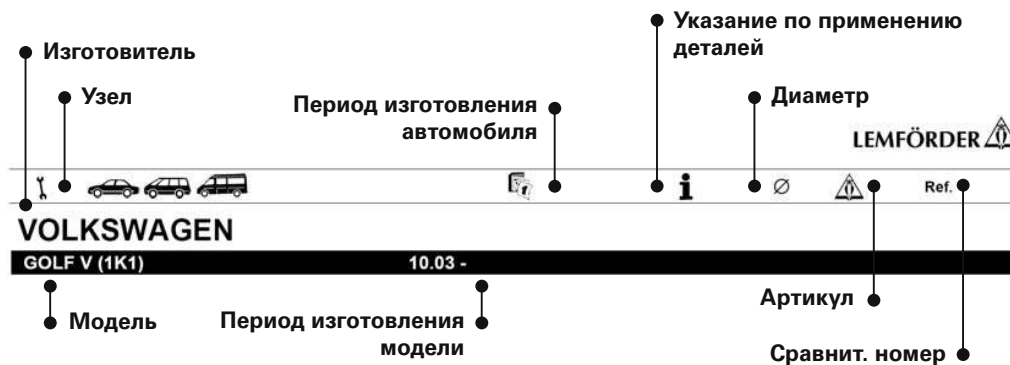 Указание по применению
деталей
Изготовитель
Узел
Период изготовления
автомобиля
Диаметр
LEMFÖRDER
i
Ø
Ref.
VOLKSWAGEN
GOLF V (1K1) 10.03 -
Модель
Период изготовления
модели
Артикул
Сравнит. номер